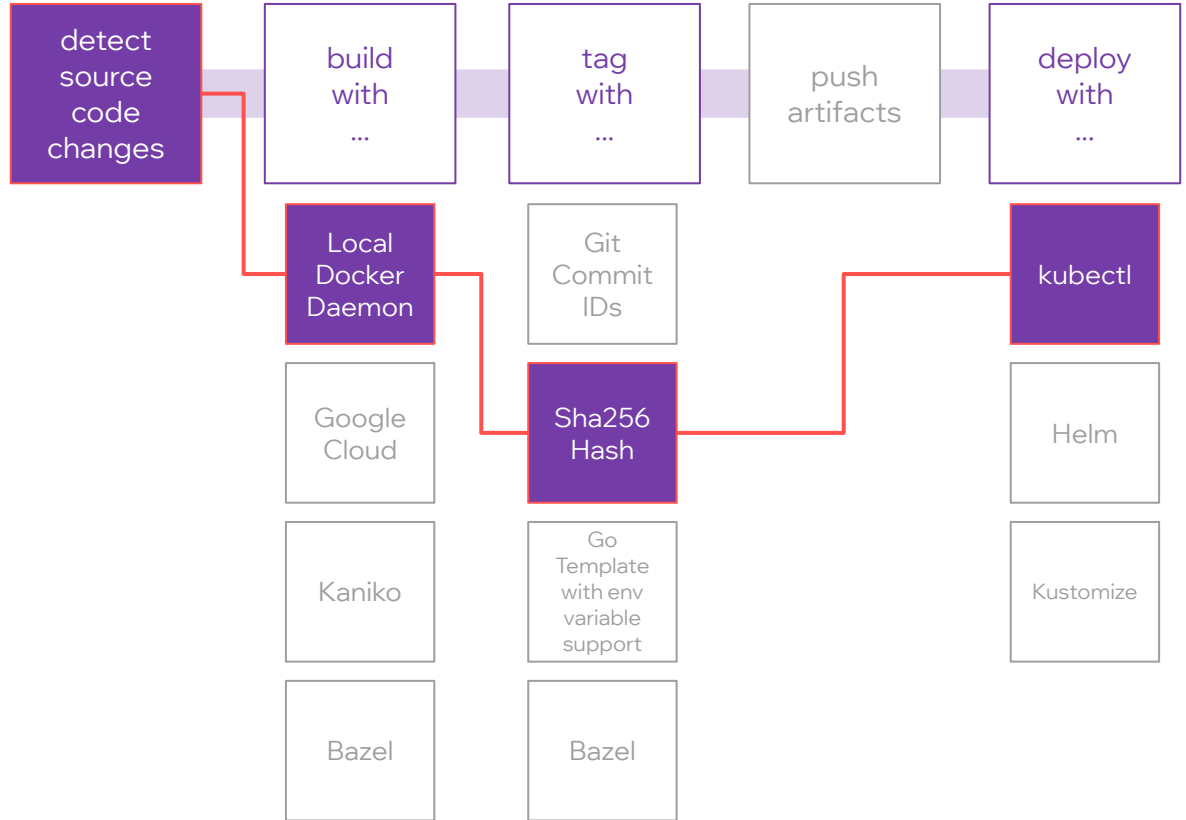 detect
source
code
changes
build
with
...
tag
with
...
push
artifacts
deploy
with
...
Local
Docker
Daemon
Git
Commit
IDs
kubectl
Google
Cloud
Sha256
Hash
Helm
Kaniko
Go
Template
with env
variable
support
Kustomize
Bazel
Bazel